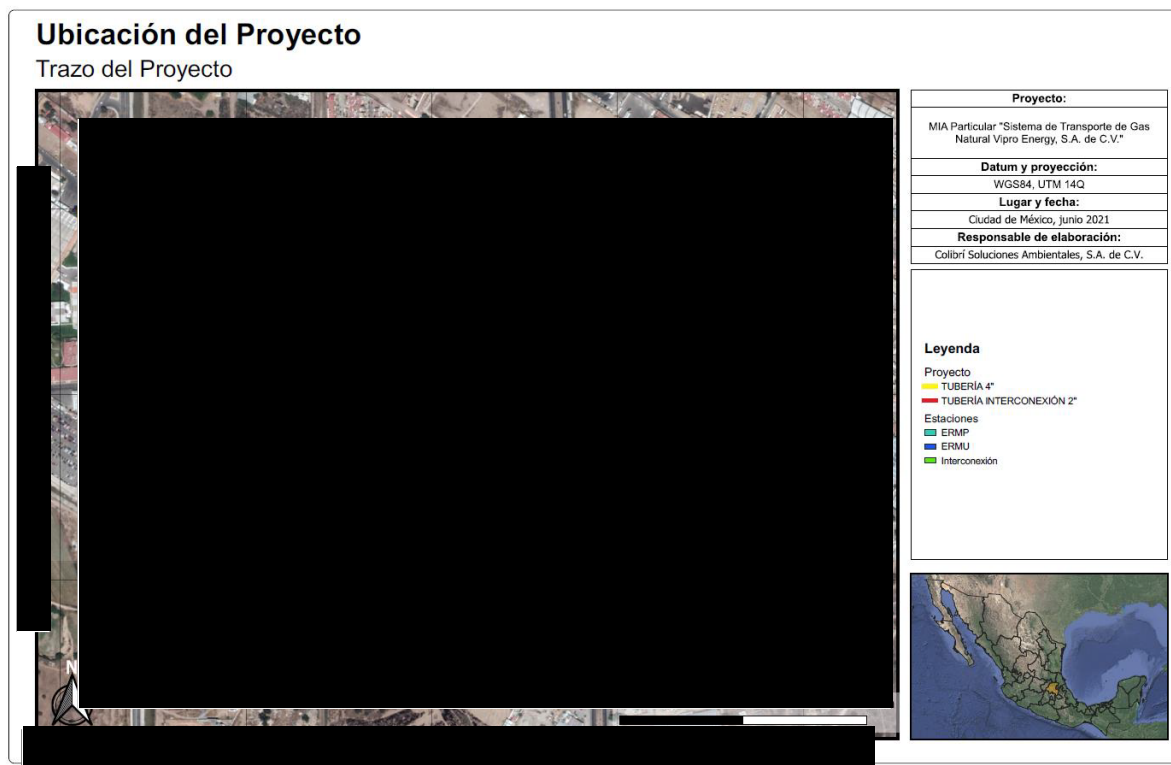 Ubicación del Proyecto
Trazo del Proyecto
Proyecto:
MIA Particular "Sistema de Transporte de Gas
Natural Vipro Energy, S.A. de C.V."
Datum y proyección:
WGS84, UTM 14Q
Lugar y fecha:
Ciudad de México, junio 2021
Responsable de elaboración:
Colibrí Soluciones Ambientales, S.A. de C.V.
Leyenda
Proyecto
TUBERÍA 4"
TUBERÍA INTERCONEXIÓN 2"
Estaciones
ERMP
ERMU
Interconexión
N